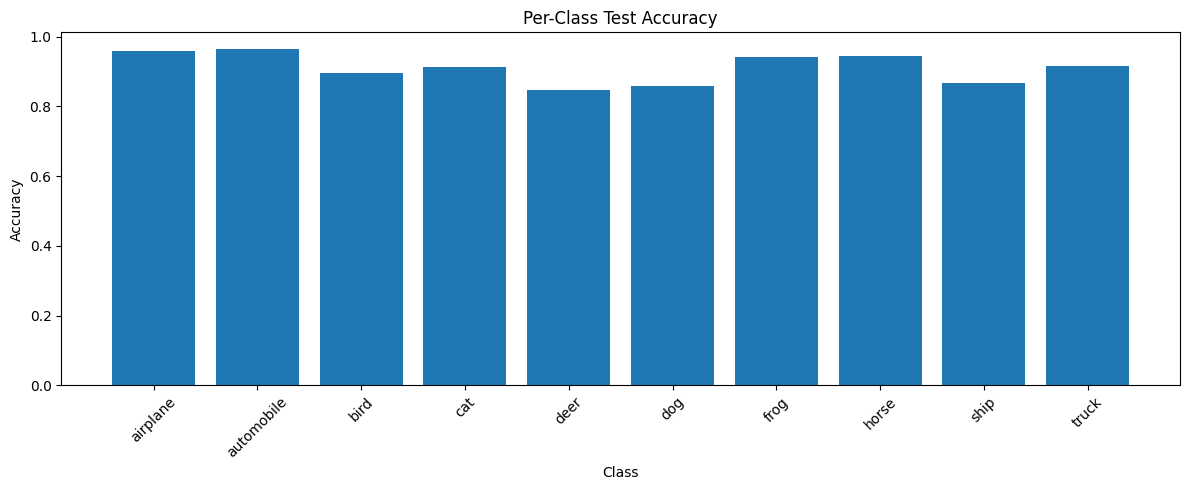 Per-Class Test Accuracy
1.0
0.8
0.6
0.4
0.2
0.0
Accuracy
airplane
automobile
bird
cat
deer
dog
frog
horse
ship
truck
Class